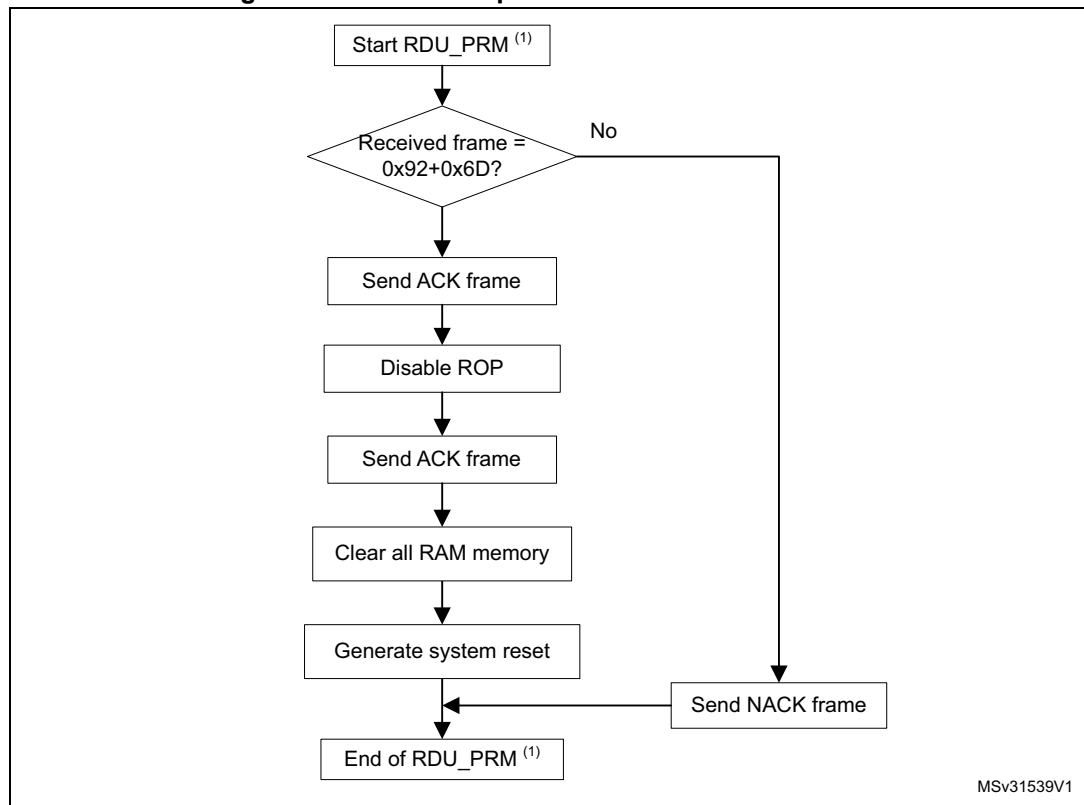 Start RDU_PRM (1)
Received frame =
0x92+0x6D?
No
Send ACK frame
Disable ROP
Send ACK frame
Clear all RAM memory
Generate system reset
Send NACK frame
End of RDU_PRM (1)
MSv31539V1